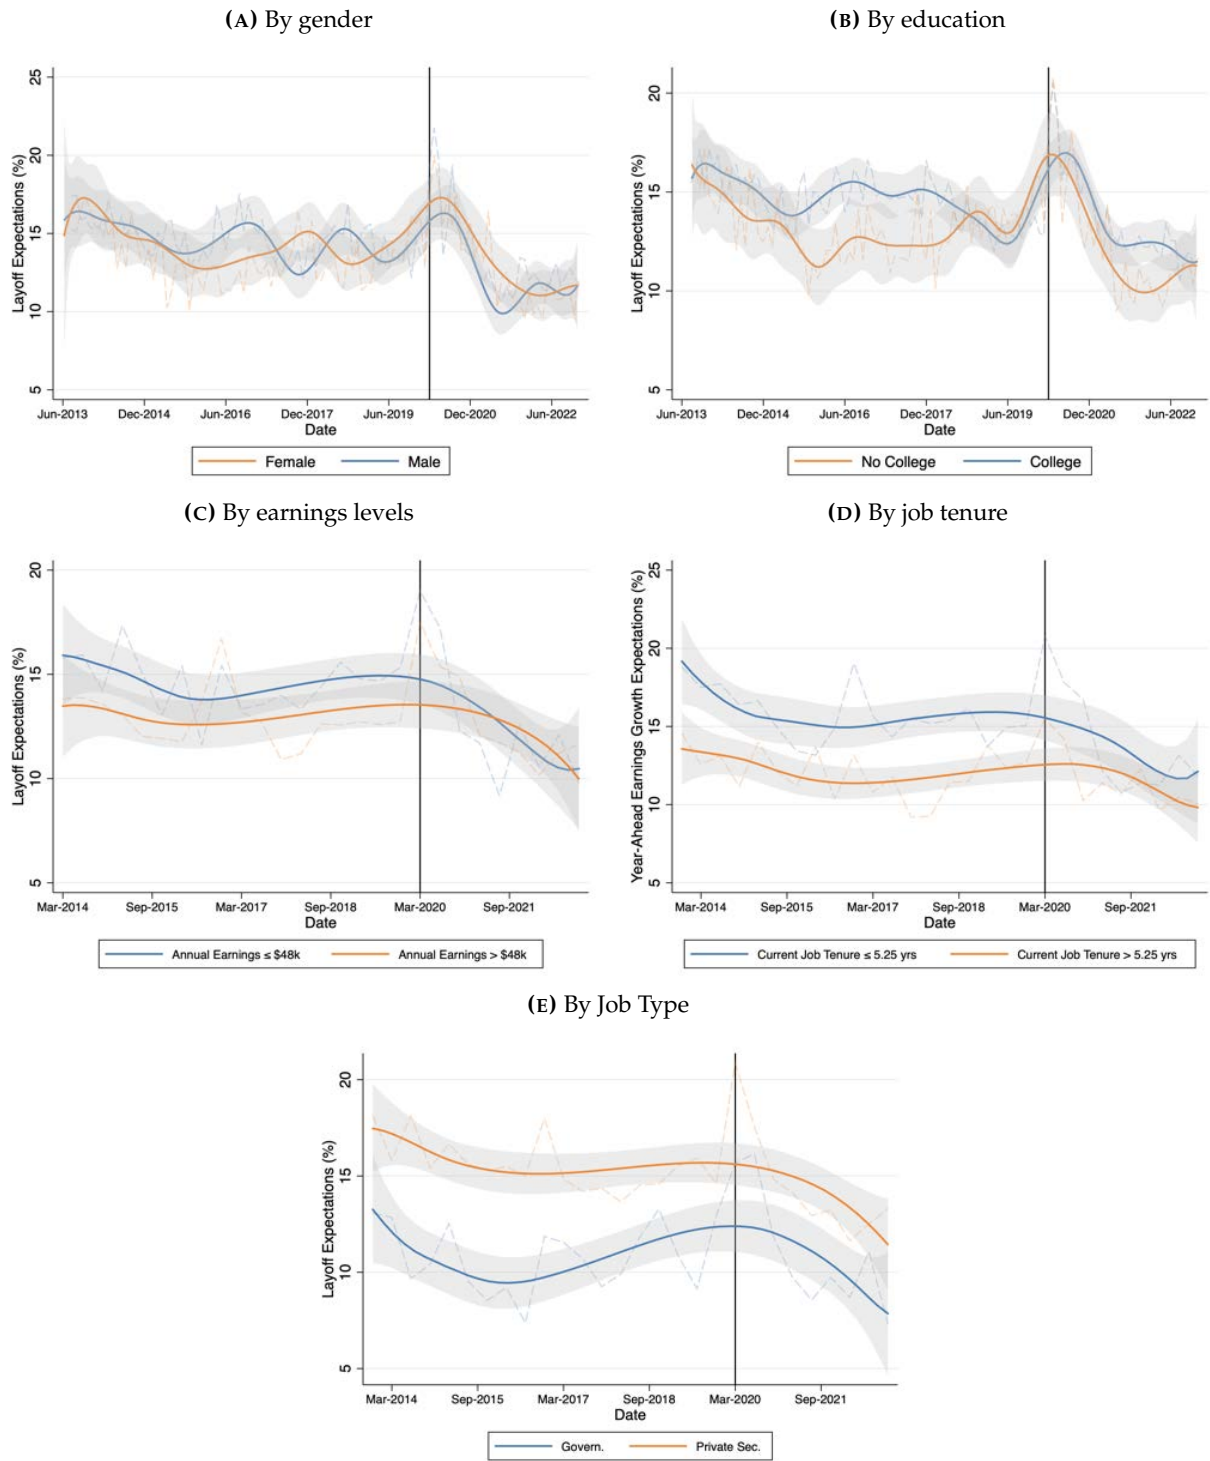 (A) By gender
(B) By education
Layoff Expectations (%)
25
20
15
10
5
Jun-2013 Dec-2014 Jun-2016 Dec-2017 Jun-2019 Dec-2020 Jun-2022
Date
Female Male
Layoff Expectations (%)
20
15
10
5
Jun-2013 Dec-2014 Jun-2016 Dec-2017 Jun-2019 Dec-2020 Jun-2022
Date
No College College
(C) By earnings levels
(D) By job tenure
Layoff Expectations (%)
20
15
10
5
Mar-2014 Sep-2015 Mar-2017 Sep-2018 Mar-2020 Sep-2021
Date
Annual Earnings ≤ $48k Annual Earnings > $48k
Year-Ahead Earnings Growth Expectations (%)
25
20
15
10
5
Mar-2014 Sep-2015 Mar-2017 Sep-2018 Mar-2020 Sep-2021
Date
Current Job Tenure ≤ 5.25 yrs Current Job Tenure > 5.25 yrs
(E) By Job Type
Layoff Expectations (%)
20
15
10
5
Mar-2014 Sep-2015 Mar-2017 Sep-2018 Mar-2020 Sep-2021
Date
Govern. Private Sec.